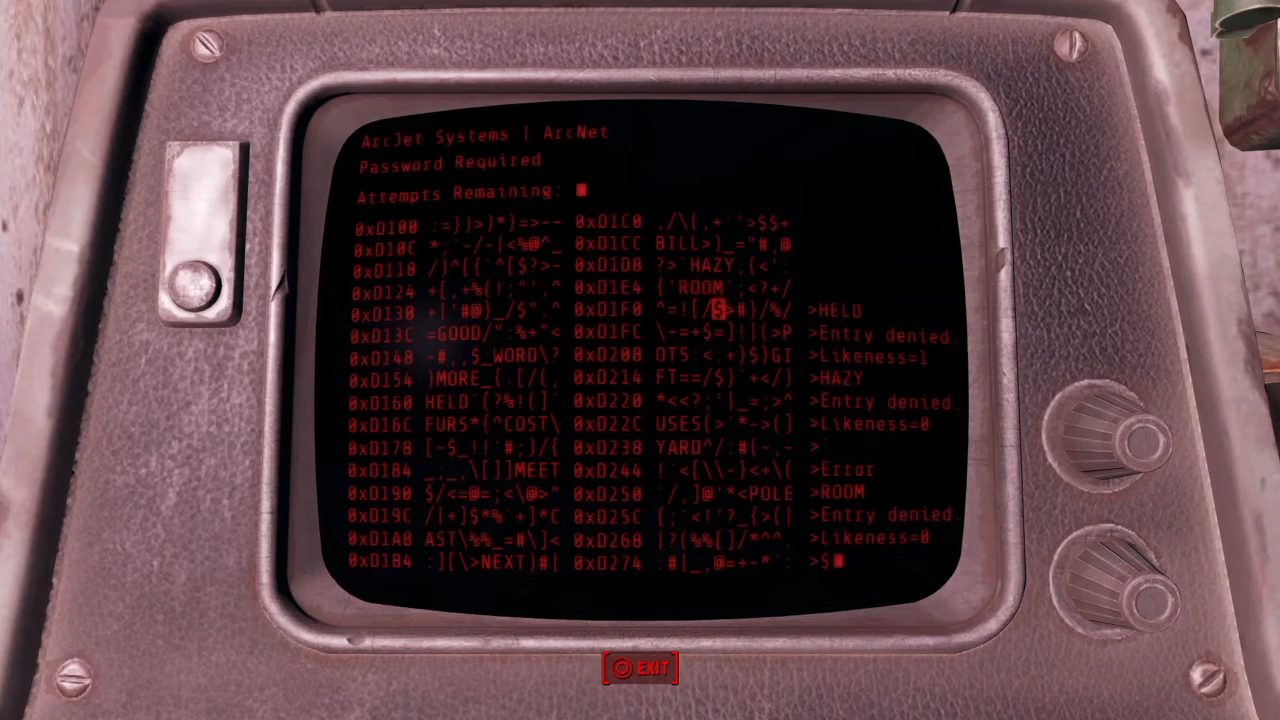 ArcJet Systems | ArcNet
Password Required
Attempts Remaining: ■
0xD100 :=})>)*}=>-- 0xD1C0 ,/\(,+¨'>$$+
0xD10C *;`-/-|<%@^_ 0xD1CC BILL>)_="#,@
0xD118 /)^[{¨^[$?>- 0xD1D8 ?>`HAZY,{<':
0xD124 +[,+%(!;"',^ 0xD1E4 {'ROOM`:<?+/
0xD130 +|'#@}_/$".^ 0xD1F0 ^=![/$>#}/%/ >HELD
0xD13C =GOOD/":%+"< 0xD1FC \-=+$=]!|(>P >Entry denied.
0xD148 -#,,$_WORD\? 0xD208 OTS:<:+}$}GI >Likeness=1
0xD154 )MORE_{.[/(, 0xD214 FT==/$}`+</) >HAZY
0xD160 HELD`{?%!(]` 0xD220 *<<?;'|_=;>^ >Entry denied.
0xD16C FURS*{^COST\ 0xD22C USES(>`*->(] >Likeness=0
0xD178 [-$_!!`#;)/{ 0xD238 YARD^/:#(-,- >`
0xD184 _;_,\[]]MEET 0xD244 !`<[\\-}<+\( >Error
0xD190 $/<=@=;<\@>" 0xD250 `/,]@'*<POLE >ROOM
0xD19C /|+]$*%`+]*C 0xD25C {;`<!'?_{>(| >Entry denied.
0xD1A8 AST\%%_=#\]< 0xD268 |?(%%[]/*^^. >Likeness=0
0xD1B4 :][\>NEXT)#| 0xD274 :#|_,@=+-*`: >$■
EXIT